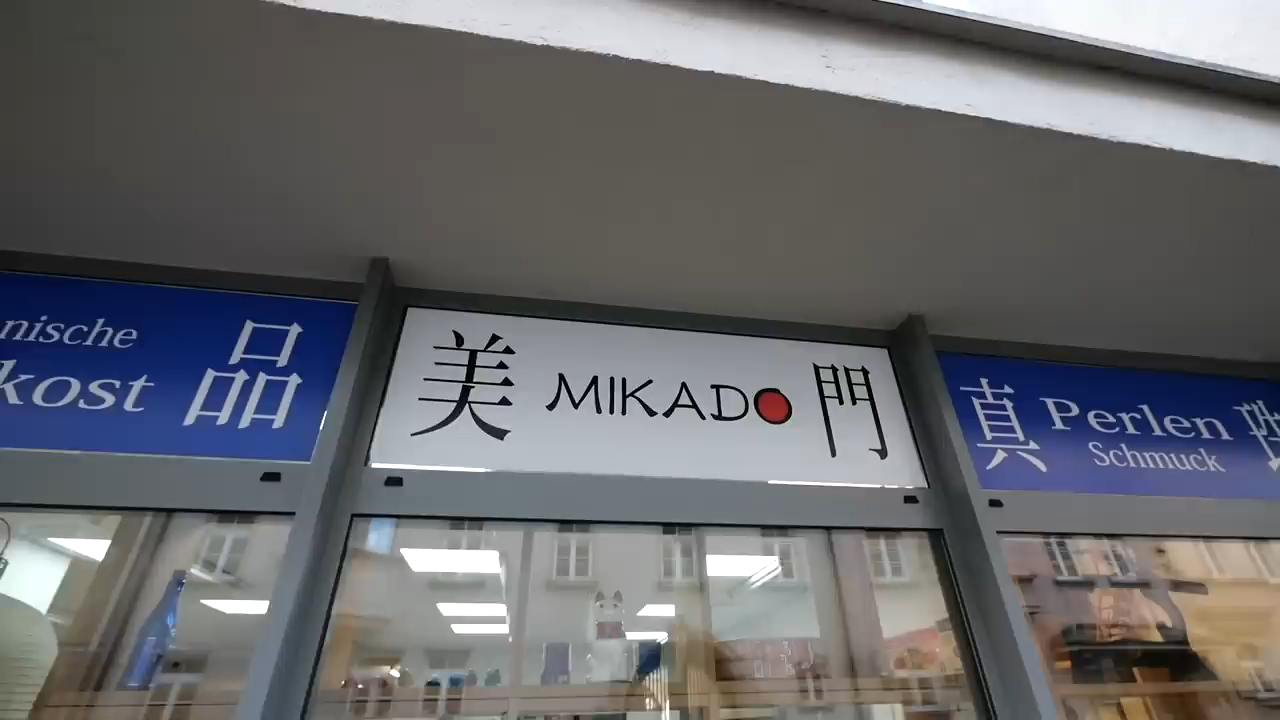 nische
kost
品
美 MIKADO 門
真 Perlen
Schmuck